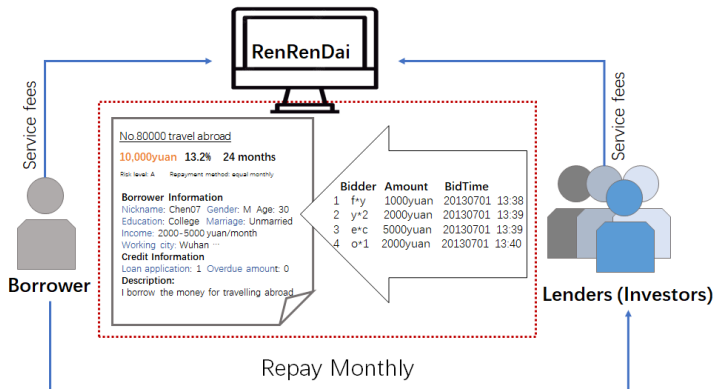 RenRenDai
Service fees
Service fees
No.80000 travel abroad
10,000yuan 13.2% 24 months
Risk level: A Repayment method: equal monthly
Borrower Information
Nickname: Chen07 Gender: M Age: 30
Education: College Marriage: Unmarried
Income: 2000-5000 yuan/month
Working city: Wuhan ...
Credit Information
Loan application: 1 Overdue amount: 0
Description:
I borrow the money for travelling abroad
Bidder Amount BidTime
1 f*y 1000yuan 20130701 13:38
2 y*2 2000yuan 20130701 13:39
3 e*c 5000yuan 20130701 13:39
4 o*1 2000yuan 20130701 13:40
Borrower
Lenders (Investors)
Repay Monthly